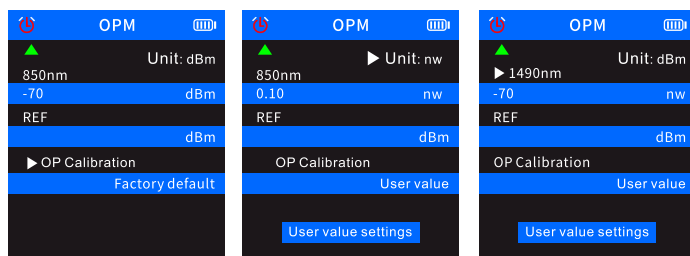 OPM
Unit: dBm
850nm
-70 dBm
REF
dBm
OP Calibration
Factory default
OPM
Unit: nw
850nm
0.10 nw
REF
dBm
OP Calibration
User value
User value settings
OPM
Unit: dBm
1490nm
-70 nw
REF
dBm
OP Calibration
User value
User value settings